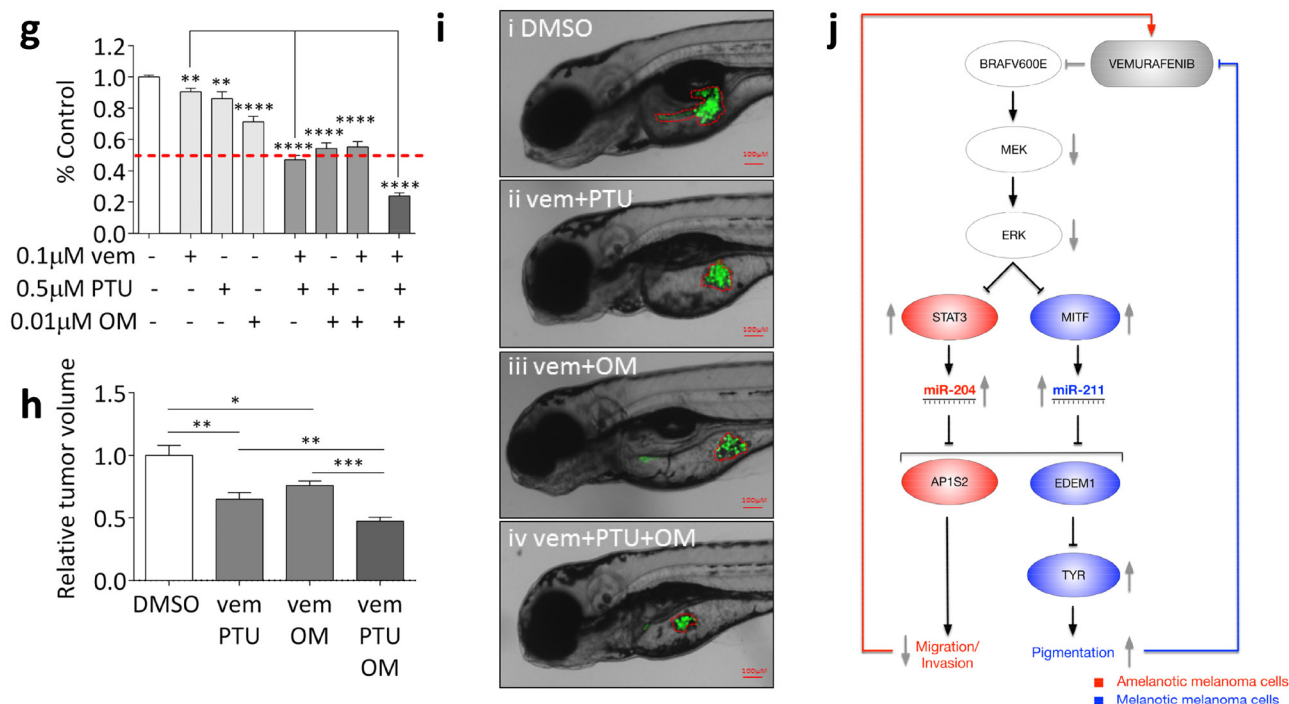 g
% Control
1.2
1.0
0.8
0.6
0.4
0.2
0.0
** ** **** **** **** **** ****
0.1μM vem - + - - + - + +
0.5μM PTU - - + - + + - +
0.01μM OM - - - + - + + +
h
Relative tumor volume
1.5
1.0
0.5
0.0
*
**
**
***
DMSO vem vem vem
PTU OM PTU
OM
i
i DMSO
100μM
ii vem+PTU
100μM
iii vem+OM
100μM
iv vem+PTU+OM
100μM
j
BRAFV600E VEMURAFENIB
MEK
ERK
STAT3 MITF
miR-204 miR-211
AP1S2 EDEM1
TYR
Migration/
Invasion
Pigmentation
Amelanotic melanoma cells
Melanotic melanoma cells